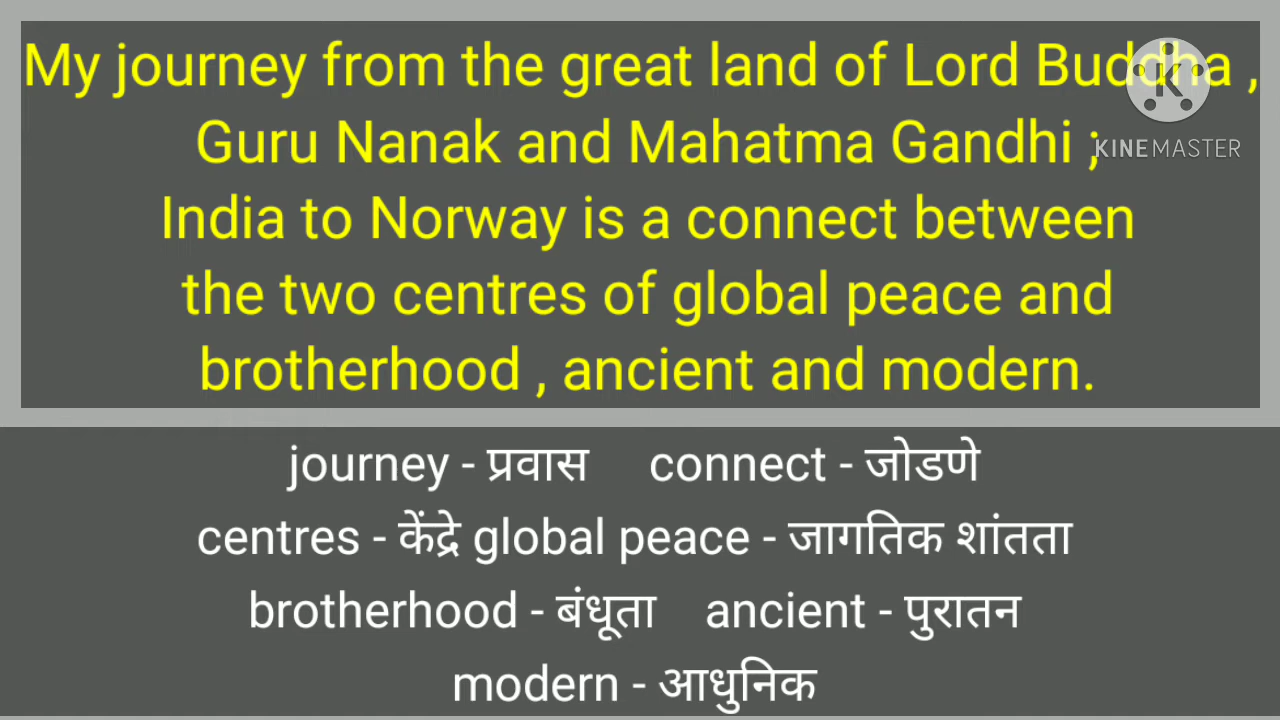 My journey from the great land of Lord Buddha ,
Guru Nanak and Mahatma Gandhi ;
India to Norway is a connect between
the two centres of global peace and
brotherhood , ancient and modern.
journey - प्रवास connect - जोडणे
centres - केंद्रे global peace - जागतिक शांतता
brotherhood - बंधूता ancient - पुरातन
modern - आधुनिक
K
KINEMASTER